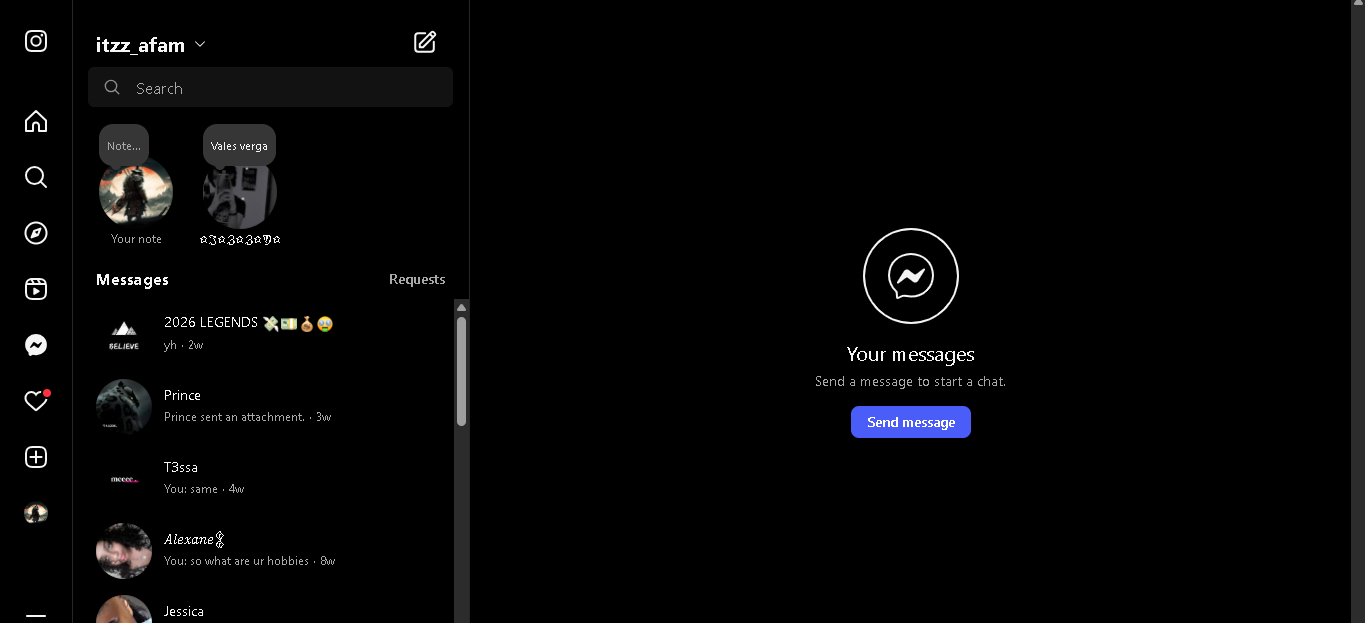 itzz_afam
Search
Note...
Vales verga
Your note
Messages
Requests
2026 LEGENDS 💸💵💰🤑
BELIEVE
yh · 2w
Prince
Prince sent an attachment. · 3w
T3ssa
meeee...
You: same · 4w
Alexane
You: so what are ur hobbies · 8w
Jessica
Your messages
Send a message to start a chat.
Send message